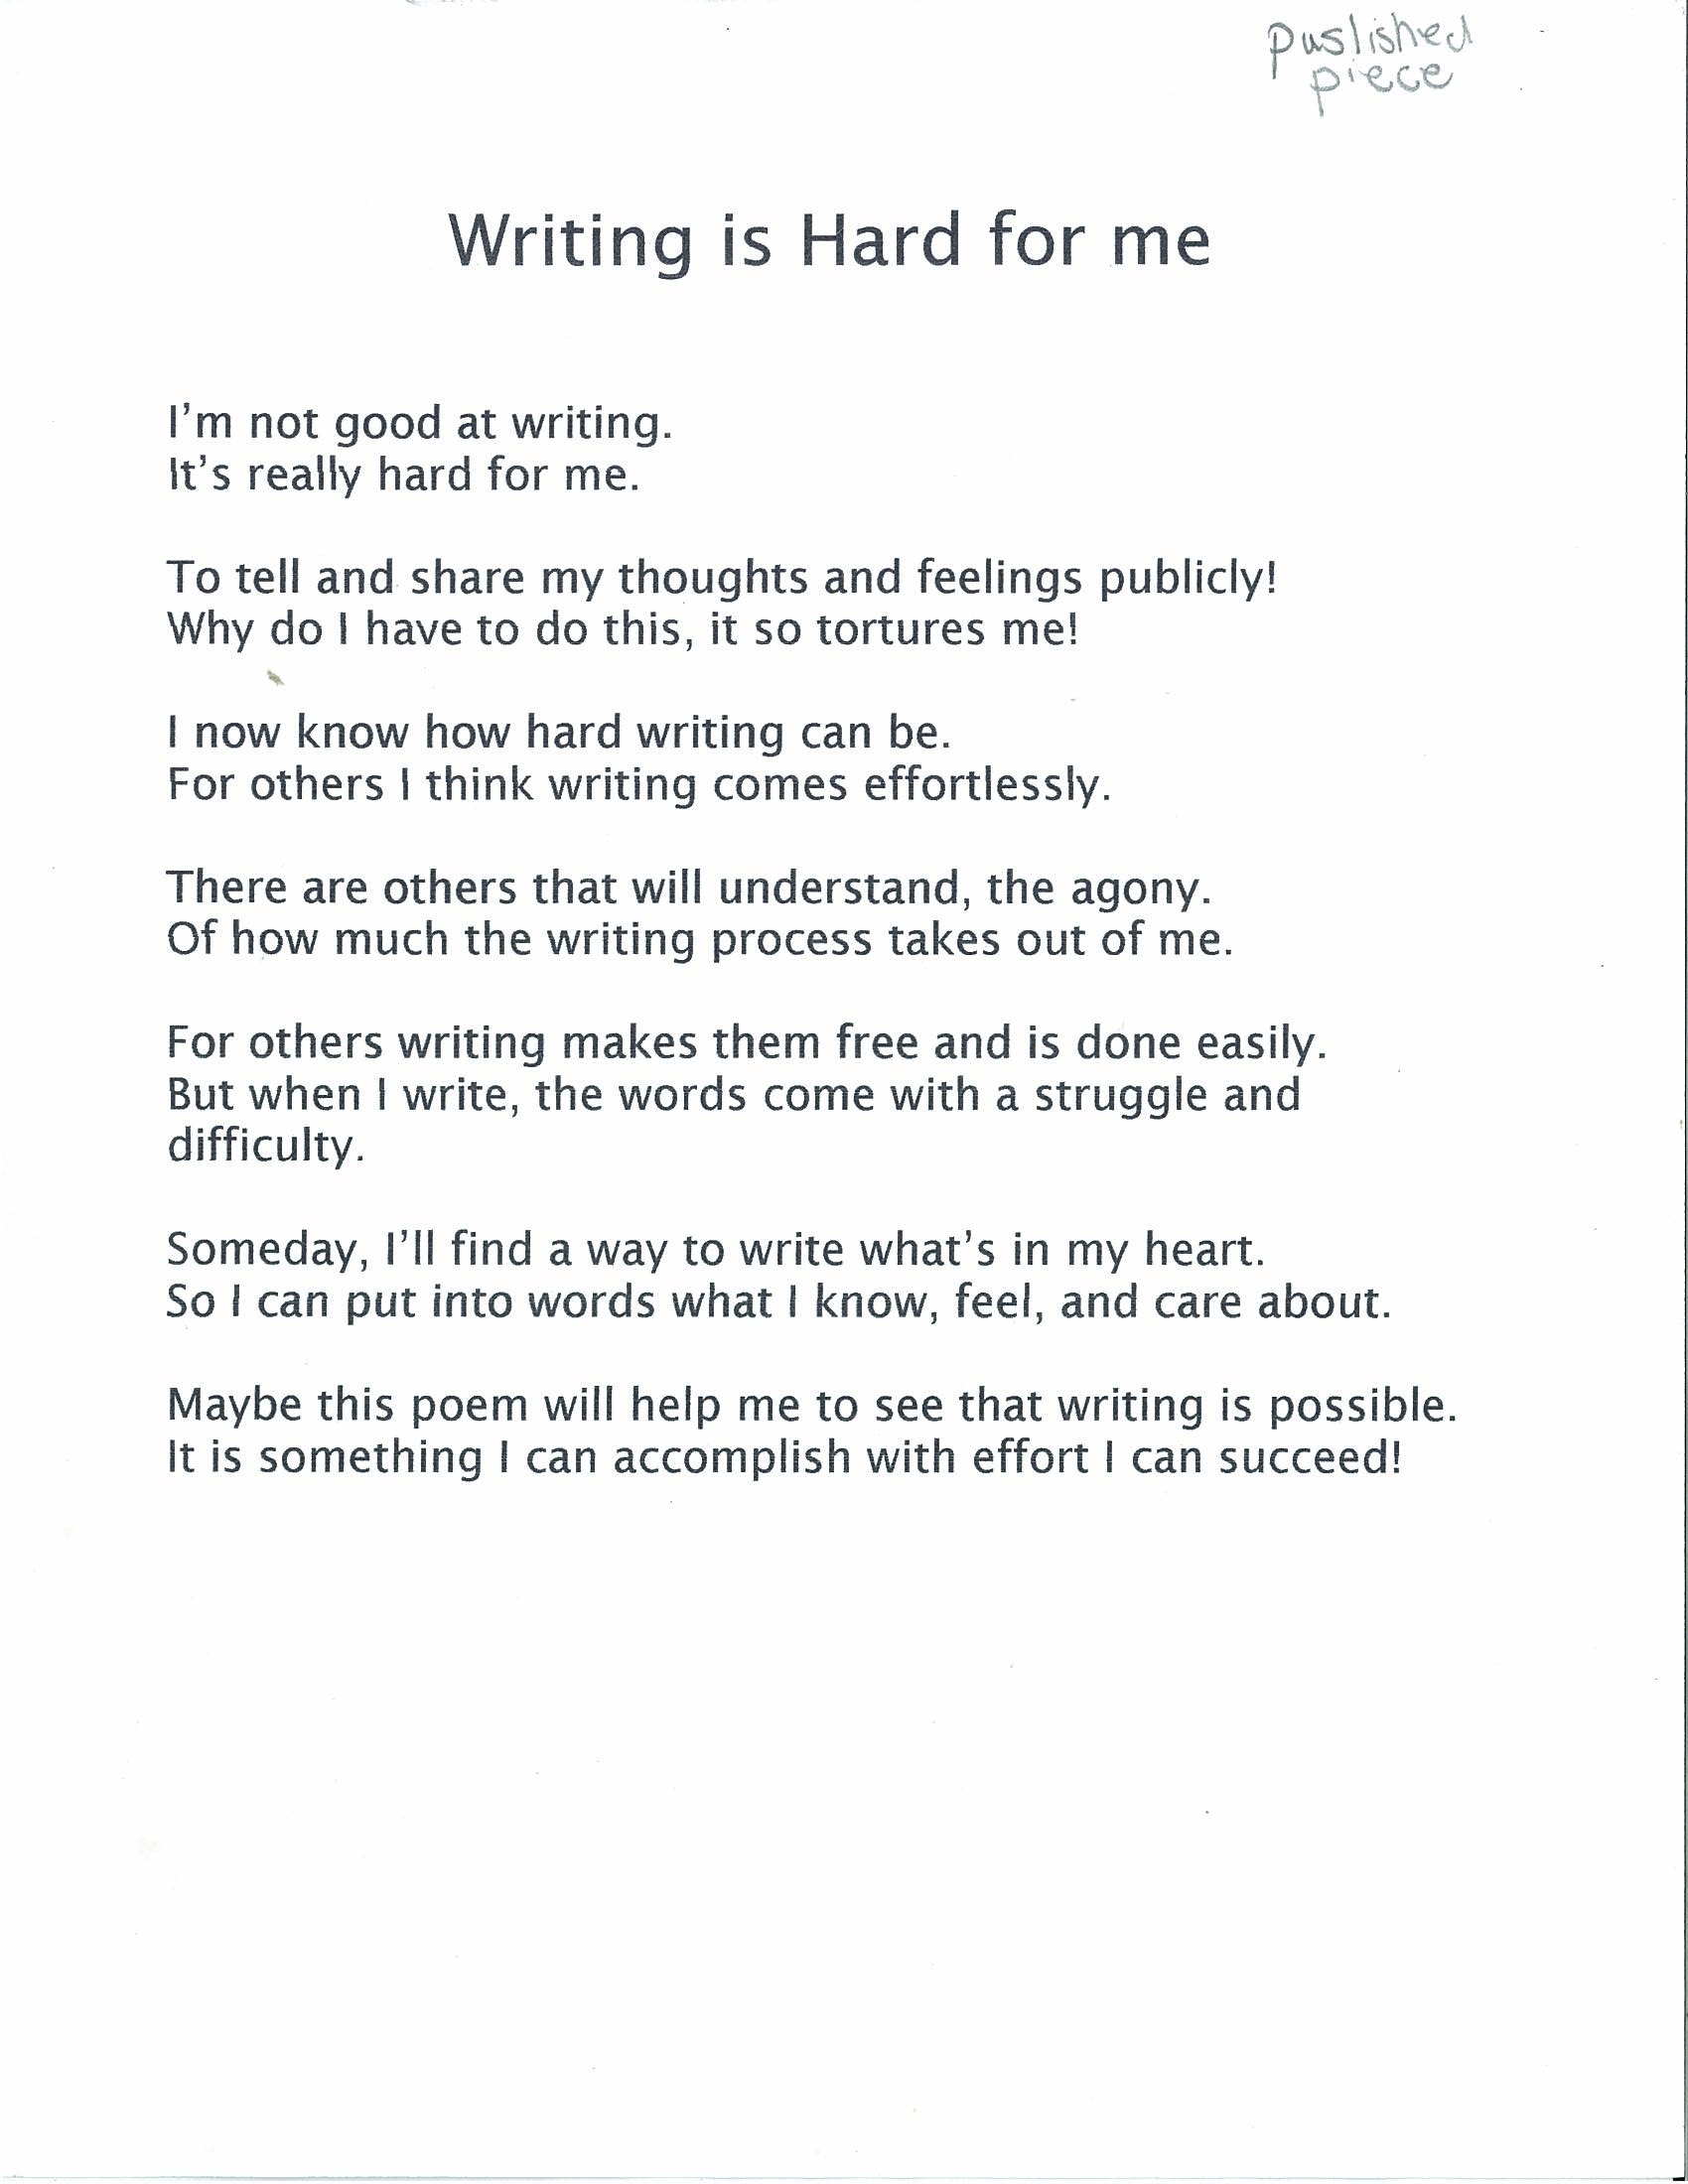 puslished
piece
Writing is Hard for me
I'm not good at writing.
It's really hard for me.
To tell and share my thoughts and feelings publicly!
Why do I have to do this, it so tortures me!
I now know how hard writing can be.
For others I think writing comes effortlessly.
There are others that will understand, the agony.
Of how much the writing process takes out of me.
For others writing makes them free and is done easily.
But when I write, the words come with a struggle and
difficulty.
Someday, I'll find a way to write what's in my heart.
So I can put into words what I know, feel, and care about.
Maybe this poem will help me to see that writing is possible.
It is something I can accomplish with effort I can succeed!